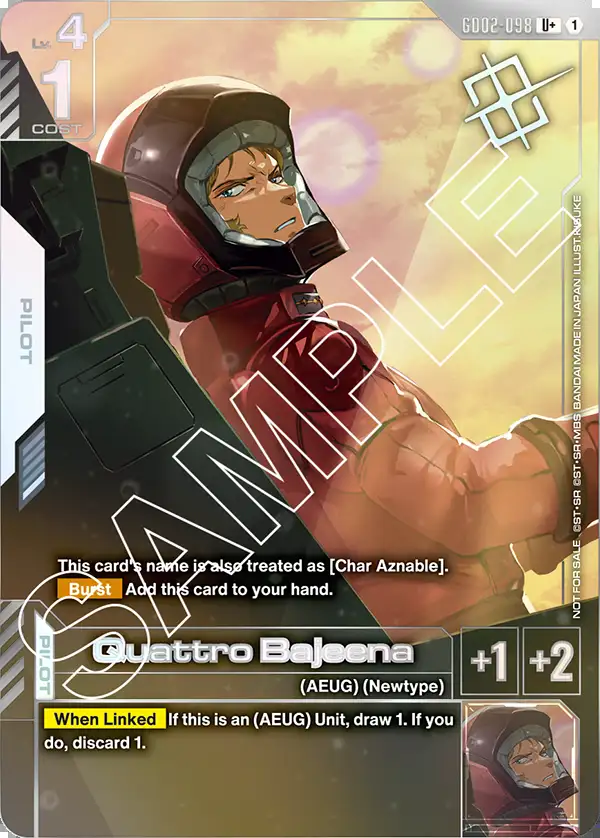 Lv. 4
GD02-098 U+ 1
1
COST
PILOT
NOT FOR SALE ©ST・SR ©ST・SR・MBS BANDAI MADE IN JAPAN ILLUST.
SAMPLE
This card's name is also treated as [Char Aznable].
Burst Add this card to your hand.
PILOT
Quattro Bajeena
+1 +2
(AEUG) (Newtype)
When Linked If this is an (AEUG) Unit, draw 1. If you
do, discard 1.